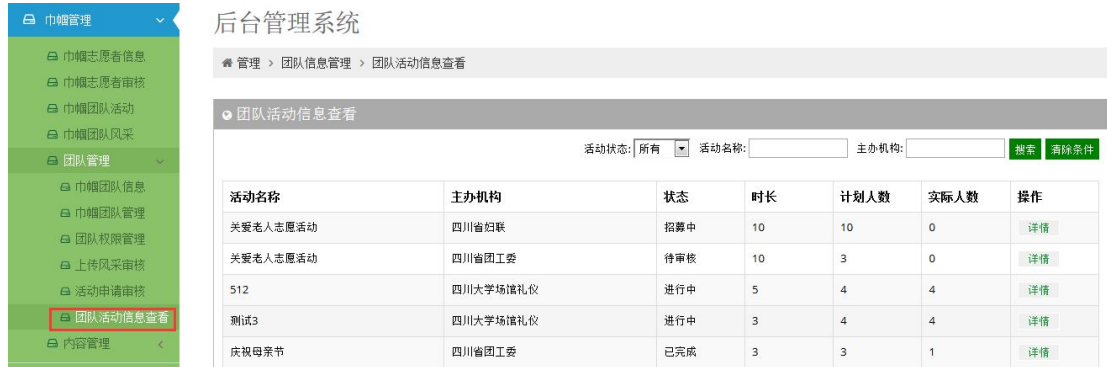 巾帼管理
巾帼志愿者信息
巾帼志愿者审核
巾帼团队活动
巾帼团队风采
团队管理
巾帼团队信息
巾帼团队管理
团队权限管理
上传风采审核
活动申请审核
团队活动信息查看
内容管理
后台管理系统
管理 > 团队信息管理 > 团队活动信息查看
团队活动信息查看
活动状态: 所有 活动名称: 主办机构: 搜索 清除条件
活动名称 主办机构 状态 时长 计划人数 实际人数 操作
关爱老人志愿活动 四川省妇联 招募中 10 10 0 详情
关爱老人志愿活动 四川省团工委 待审核 10 3 0 详情
512 四川大学场馆礼仪 进行中 5 4 4 详情
测试3 四川大学场馆礼仪 进行中 3 4 4 详情
庆祝母亲节 四川省团工委 已完成 3 3 1 详情